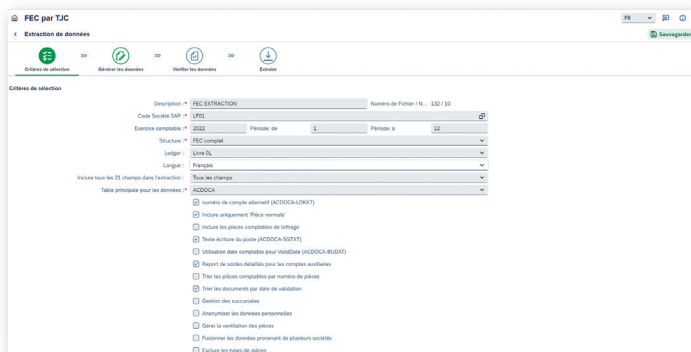 FEC par TJC FR
Extraction de données Sauvegarder
Critères de sélection Générer les données Vérifier les données Extraire
Critères de sélection
Description :* FEC EXTRACTION Numéro de Fichier / N... 132 / 10
Code Société SAP :* LF01
Exercice comptable :* 2022 Période: de 1 Période: à 12
Structure :* FEC complet
Ledger : Livre 0L
Langue : Français
Inclure tous les 21 champs dans l'extraction : Tous les champs
Table principale pour les données :* ACDOCA
numéro de compte alternatif (ACDOCA-LOKKT)
Inclure uniquement 'Pièce normale'
Inclure les pièces comptables de lettrage
Texte écriture du poste (ACDOCA-SGTXT)
Utilisation date comptable pour ValidDate (ACDOCA-BUDAT)
Report de soldes détaillés pour les comptes auxiliaires
Trier les pièces comptables par numéro de pièces
Trier les documents par date de validation
Gestion des succursales
Anonymiser les données personnelles
Gérer la ventilation des pièces
Fusionner les données provenant de plusieurs sociétés
Exclure les types de pièces